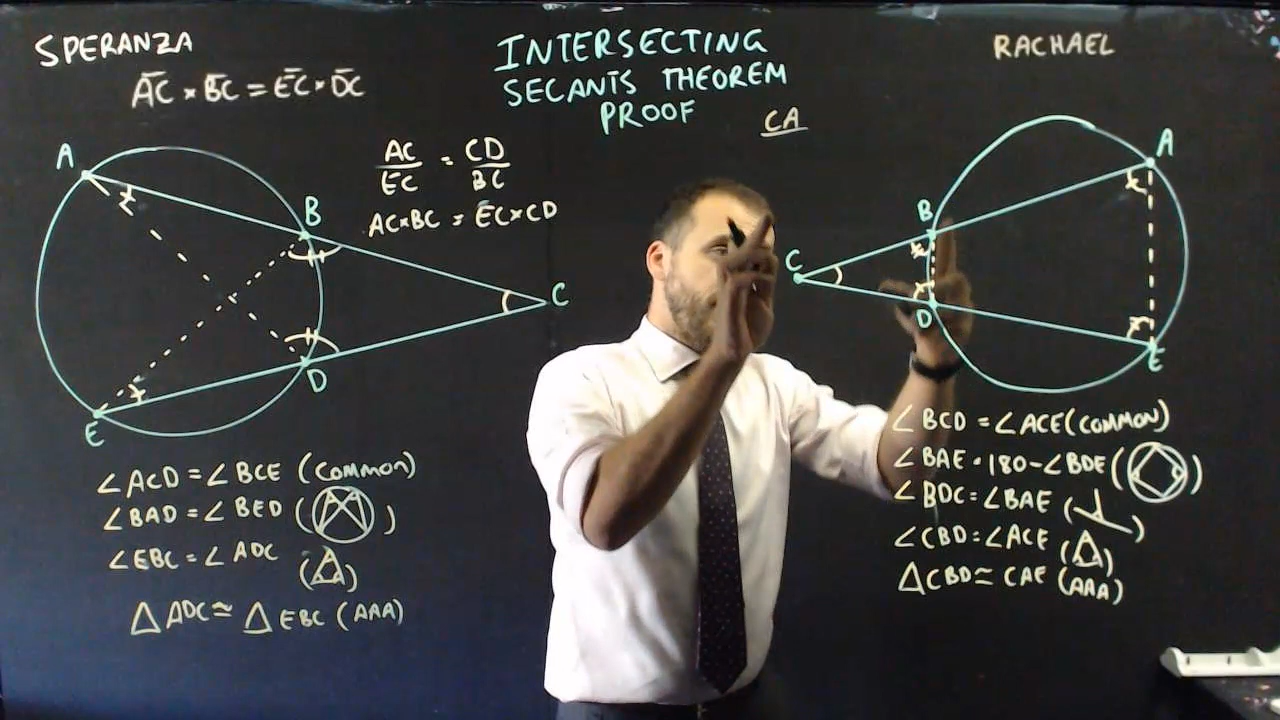 SPERANZA
AC × BC = EC × DC
INTERSECTING
SECANTS THEOREM
PROOF
CA
RACHAEL
AC/EC = CD/BC
AC×BC = EC×CD
A
B
C
D
E
x
x
A
B
C
D
E
x
x
x
x
∠ACD = ∠BCE (COMMON)
∠BAD = ∠BED ( )
∠EBC = ∠ADC
( )
△ADC ≃ △EBC (AAA)
∠BCD = ∠ACE (COMMON)
∠BAE = 180-∠BDE ( )
∠BDC = ∠BAE ( )
∠CBD = ∠ACE ( )
△CBD ≃ CAE (AAA)